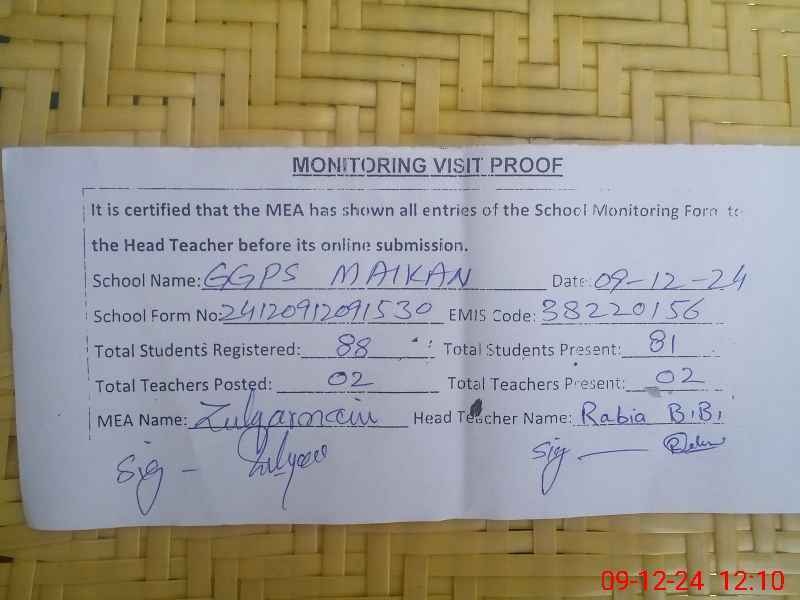 MONITORING VISIT PROOF
It is certified that the MEA has shown all entries of the School Monitoring Form to
the Head Teacher before its online submission.
School Name: GGPS MAIKAN Date: 09-12-24
School Form No: 24120912091530 EMIS Code: 38220156
Total Students Registered: 88 Total Students Present: 81
Total Teachers Posted: 02 Total Teachers Present: 02
MEA Name: Zulqarnain Head Teacher Name: Rabia BiBi
Sig - Sig —
09-12-24 12:10